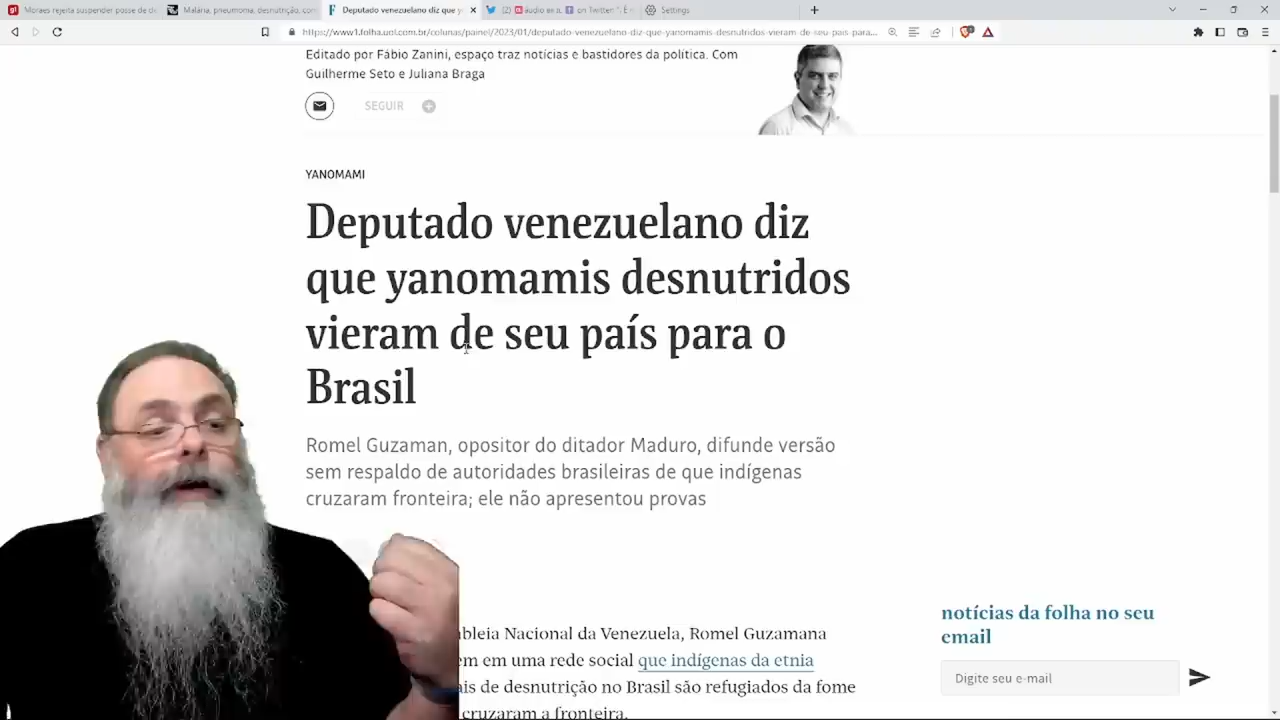 Moraes rejeita suspender posse de de
Malária, pneumonia, desnutrição, con
Deputado venezuelano diz que y
(2)
audio ex a.
on Twitter:
Settings
https://www1.folha.uol.com.br/colunas/painel/2023/01/deputado-venezuelano-diz-que-yanomamis-desnutridos-vieram-de-seu-pais-para...
Editado por Fábio Zanini, espaço traz notícias e bastidores da política. Com
Guilherme Seto e Juliana Braga
SEGUIR
YANOMAMI
Deputado venezuelano diz
que yanomamis desnutridos
vieram de seu país para o
Brasil
Romel Guzaman, opositor do ditador Maduro, difunde versão
sem respaldo de autoridades brasileiras de que indígenas
cruzaram fronteira; ele não apresentou provas
notícias da folha no seu
email
Digite seu e-mail
bleia Nacional da Venezuela, Romel Guzamana
em em uma rede social que indígenas da etnia
ais de desnutrição no Brasil são refugiados da fome
cruzaram a fronteira.